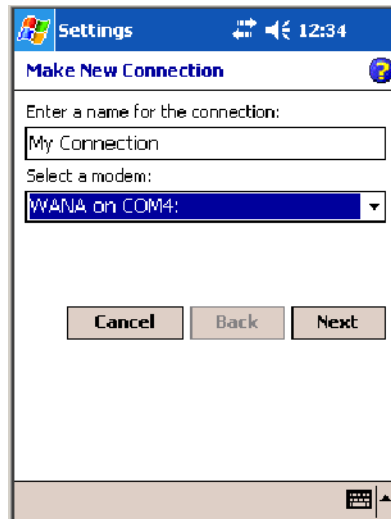 Settings 12:34
Make New Connection
Enter a name for the connection:
My Connection
Select a modem:
WANA on COM4:
Cancel Back Next